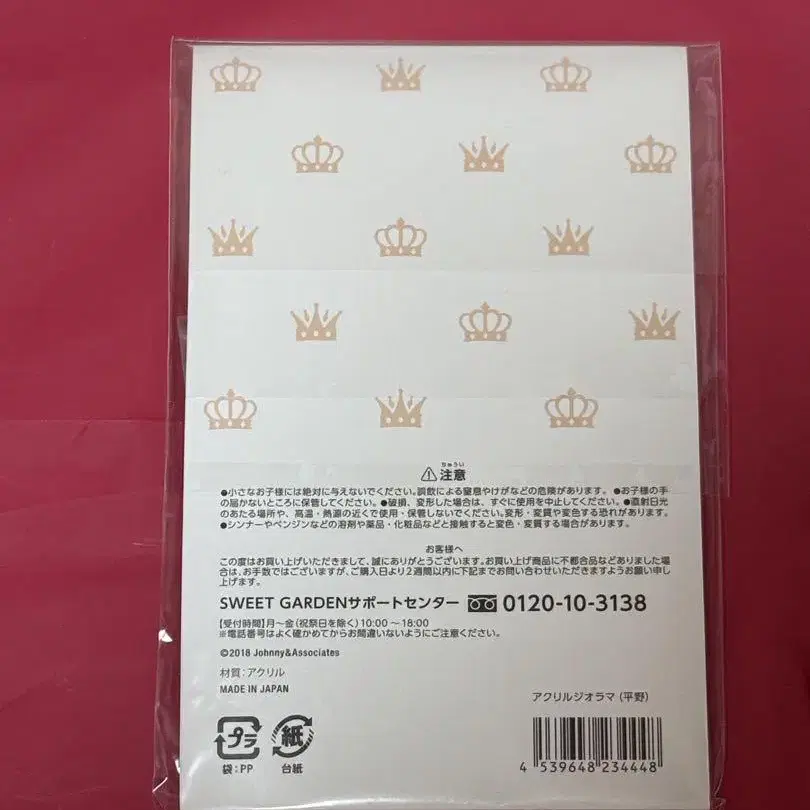 ちゅうい
⚠注意
●小さなお子様には絶対に与えないでください。誤飲による窒息やけがなどの危険があります。 ●お子様の手
の届かないところに保管してください。●破損、変形した場合は、すぐに使用を中止してください。●直射日光
のあたる場所や、高温・熱源の近くで使用・保管しないでください。変形・変質や変色する恐れがあります。
●シンナーやベンジンなどの溶剤や薬品・化粧品などと接触すると変色・変質する場合があります。
お客様へ
この度はお買い上げいただきまして、誠にありがとうございます。お買い上げ商品に不都合品などありました場合
は、お手数ではございますが、ご購入日より2週間以内に下記までお問い合わせいただきますようお願い申し
上げます。
SWEET GARDENサポートセンター 0120-10-3138
【受付時間】月～金(祝祭日を除く)10:00～18:00
※電話番号はよく確かめてからお間違いないようにご注意ください。
©2018 Johnny&Associates
材質：アクリル
MADE IN JAPAN
アクリルジオラマ（平野）
プラ
袋：PP
紙
台紙
4 539648 234448